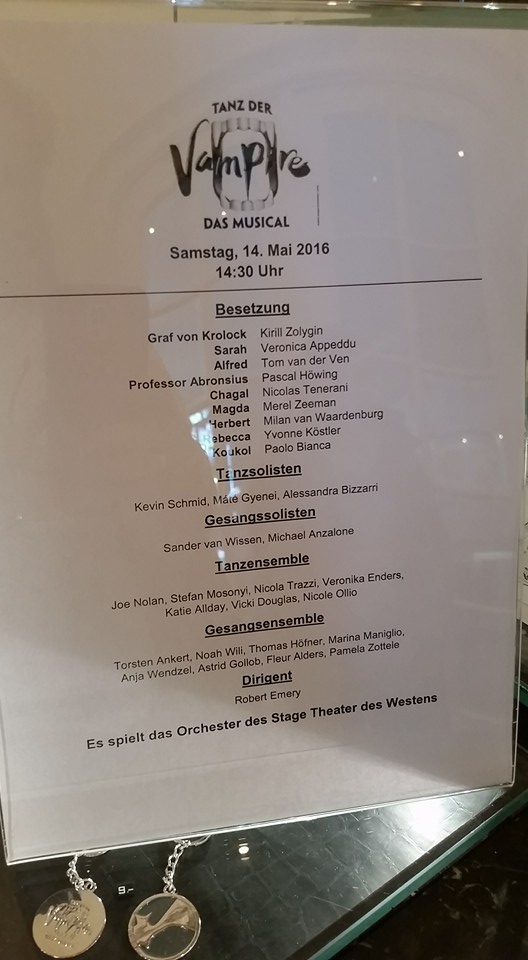 TANZ DER
Vampire
DAS MUSICAL
Samstag, 14. Mai 2016
14:30 Uhr
Besetzung
Graf von Krolock Kirill Zolygin
Sarah Veronica Appeddu
Alfred Tom van der Ven
Professor Abronsius Pascal Höwing
Chagal Nicolas Tenerani
Magda Merel Zeeman
Herbert Milan van Waardenburg
Rebecca Yvonne Köstler
Koukol Paolo Bianca
Tanzsolisten
Kevin Schmid, Máté Gyenei, Alessandra Bizzarri
Gesangssolisten
Sander van Wissen, Michael Anzalone
Tanzensemble
Joe Nolan, Stefan Mosonyi, Nicola Trazzi, Veronika Enders,
Katie Allday, Vicki Douglas, Nicole Ollio
Gesangsensemble
Torsten Ankert, Noah Wili, Thomas Höfner, Marina Maniglio,
Anja Wendzel, Astrid Gollob, Fleur Alders, Pamela Zottele
Dirigent
Robert Emery
Es spielt das Orchester des Stage Theater des Westens
9.-